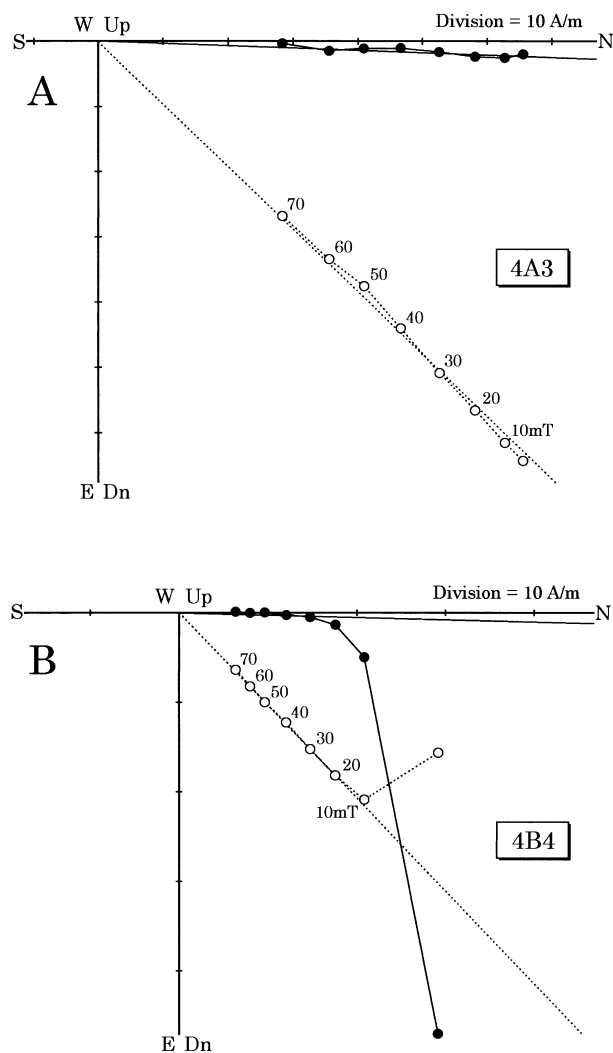 W Up
Division = 10 A/m
S
N
A
70
60
50
4A3
40
30
20
10mT
E Dn
W Up
Division = 10 A/m
S
N
B
70
60
50
40
30
20
10mT
4B4
E Dn